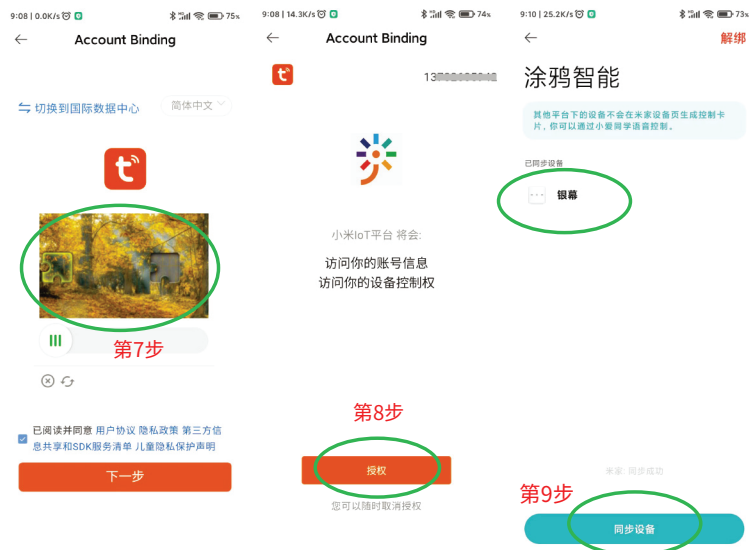 9:08 | 0.0K/s
75%
Account Binding
切换到国际数据中心
简体中文
第7步
已阅读并同意 用户协议 隐私政策 第三方信
息共享和SDK服务清单 儿童隐私保护声明
下一步
9:08 | 14.3K/s
74%
Account Binding
小米IoT平台 将会:
访问你的账号信息
访问你的设备控制权
第8步
授权
您可以随时取消授权
9:10 | 25.2K/s
73%
解绑
涂鸦智能
其他平台下的设备不会在米家设备页生成控制卡
片，你可以通过小爱同学语音控制。
已同步设备
银幕
米家: 同步成功
第9步
同步设备